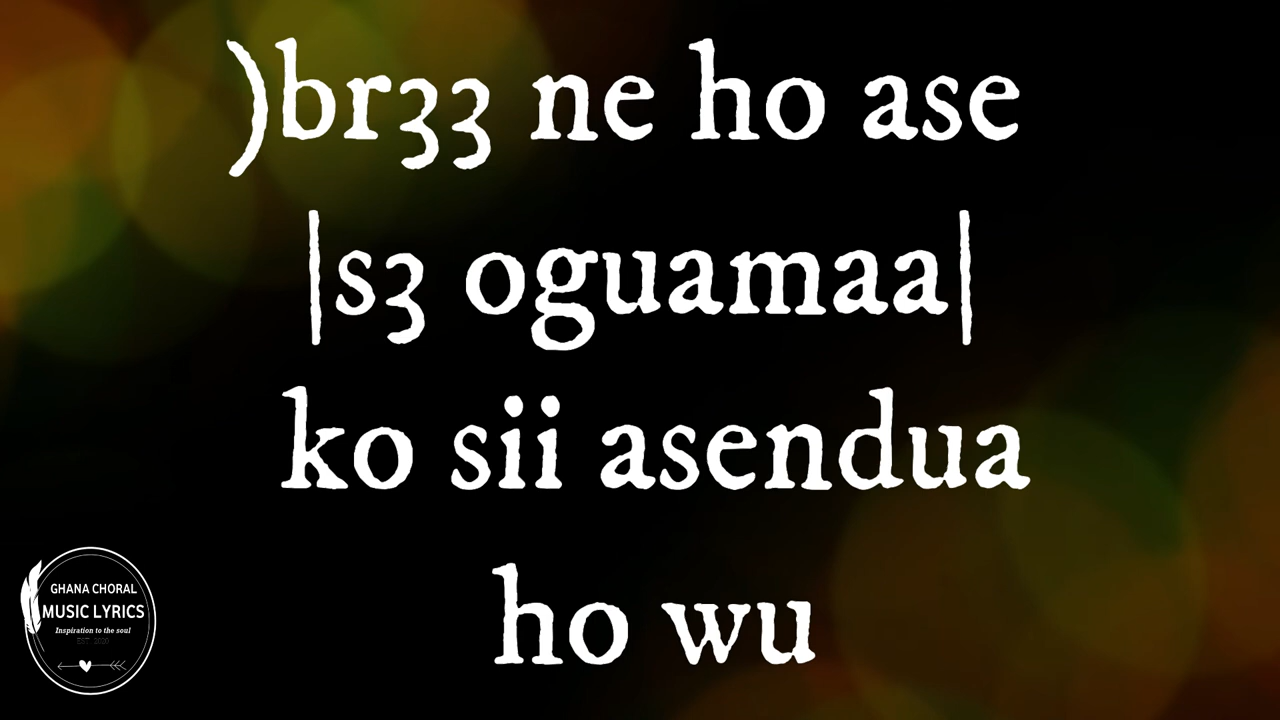 )br33 ne ho ase
|s3 oguamaa|
ko sii asendua
ho wu
GHANA CHORAL
MUSIC LYRICS
Inspiration to the soul